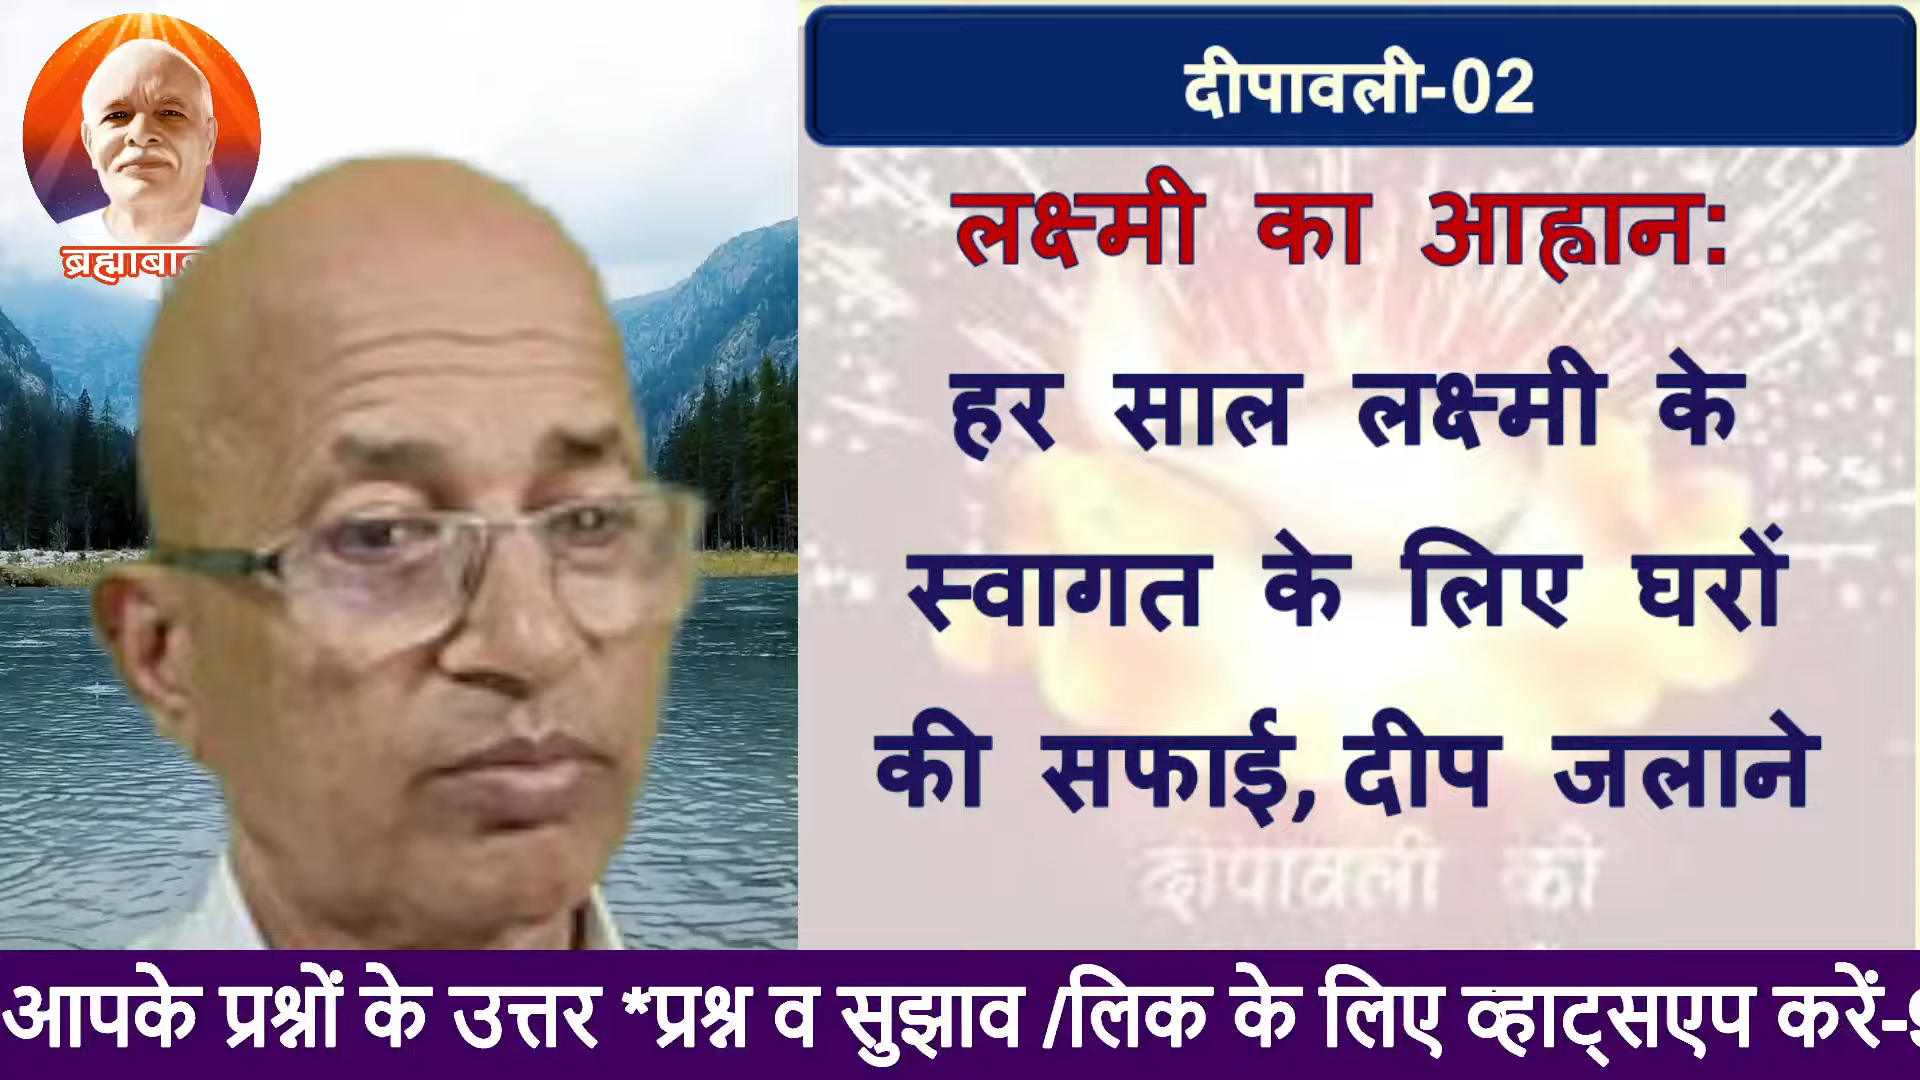 ब्रह्माबा
दीपावली-02
लक्ष्मी का आह्वान:
हर साल लक्ष्मी के
स्वागत के लिए घरों
की सफाई, दीप जलाने
दीपावली की
आपके प्रश्नों के उत्तर *प्रश्न व सुझाव /लिक के लिए व्हाट्सएप करें-9